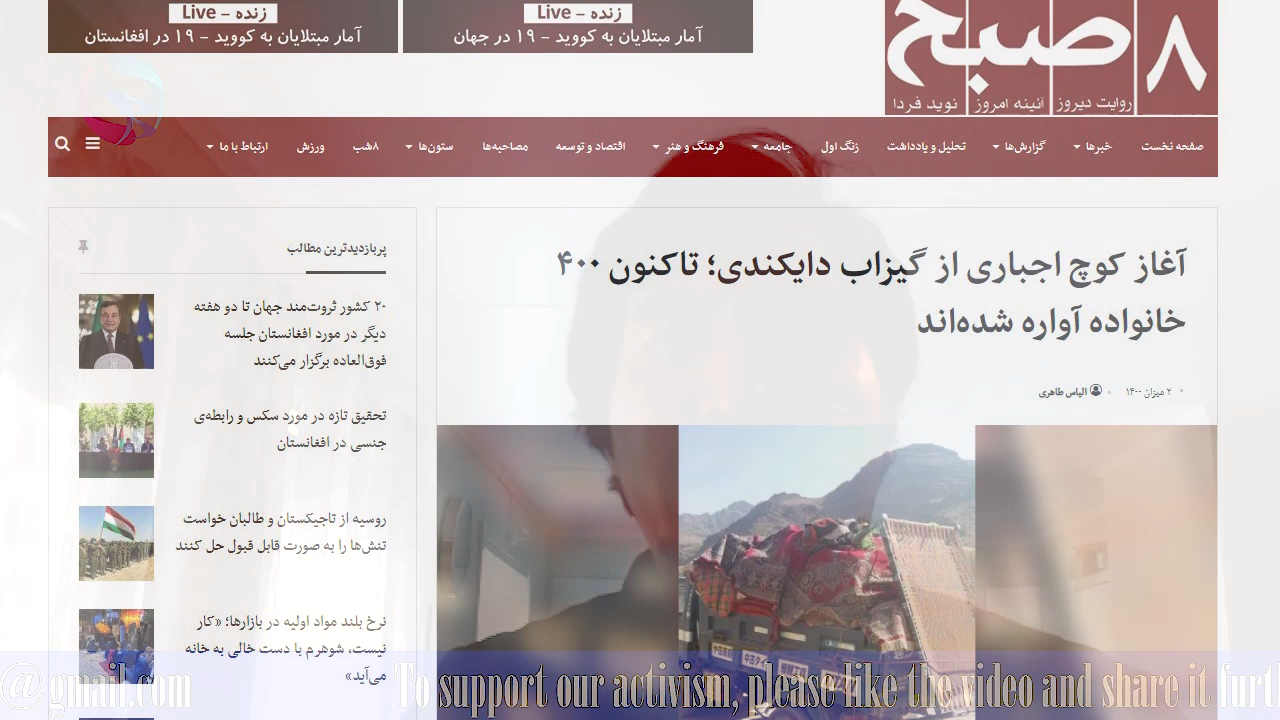 زنده – Live
آمار مبتلایان به کووید – ۱۹ در افغانستان
زنده – Live
آمار مبتلایان به کووید – ۱۹ در جهان
۸ صبح
روایت دیروز آئینه امروز نوید فردا
صفحه نخست خبرها گزارش‌ها تحلیل و یادداشت زنگ اول جامعه فرهنگ و هنر اقتصاد و توسعه مصاحبه‌ها ستون‌ها ۸شب ورزش ارتباط با ما
آغاز کوچ اجباری از گیزاب دایکندی؛ تاکنون ۴۰۰
خانواده آواره شده‌اند
۲ میزان ۱۴۰۰ الیاس طاهری
پربازدیدترین مطالب
۲۰ کشور ثروت‌مند جهان تا دو هفته
دیگر در مورد افغانستان جلسه
فوق‌العاده برگزار می‌کنند
تحقیق تازه در مورد سکس و رابطه‌ی
جنسی در افغانستان
روسیه از تاجیکستان و طالبان خواست
تنش‌ها را به صورت قابل قبول حل کنند
نرخ بلند مواد اولیه در بازارها؛ «کار
نیست، شوهرم با دست خالی به خانه
می‌آید»
@gmail.com To support our activism, please like the video and share it furt